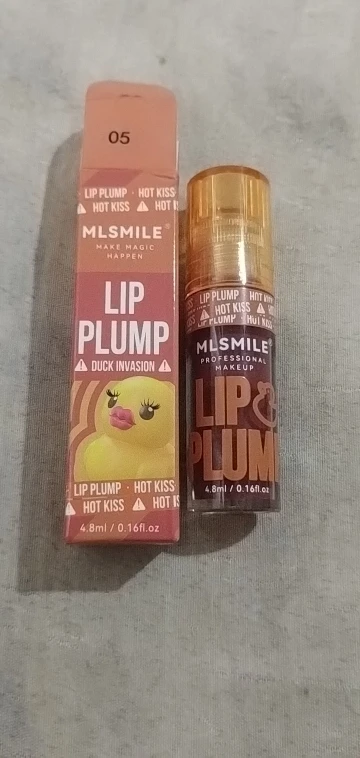 05
LIP PLUMP · HOT KISS
⚠ HOT KISS ⚠
MLSMILE
MAKE MAGIC
HAPPEN
LIP
PLUMP
⚠ DUCK INVASION ⚠
LIP PLUMP · HOT KISS
⚠ HOT KISS ⚠
4.8ml / 0.16fl.oz
LIP PLUMP
⚠ HOT KISS ⚠
LIP PLUMP · HOT KISS
MLSMILE
PROFESSIONAL
MAKEUP
LIP
PLUM
4.8ml / 0.16fl.oz